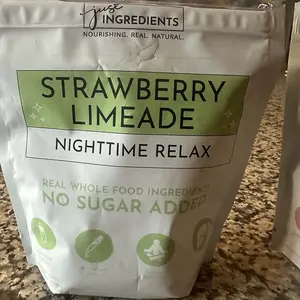 just
INGREDIENTS
NOURISHING. REAL. NATURAL.
STRAWBERRY
LIMEADE
NIGHTTIME RELAX
REAL WHOLE FOOD INGREDIENTS
NO SUGAR ADDED